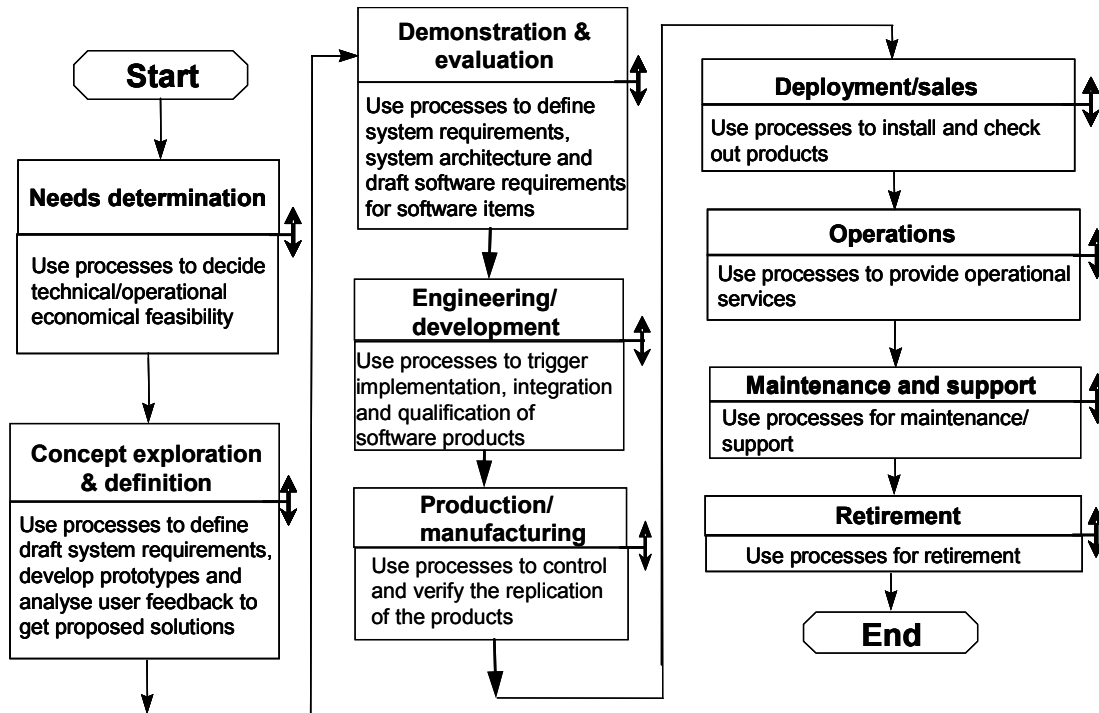 Start
Needs determination
Use processes to decide
technical/operational
economical feasibility
Concept exploration
& definition
Use processes to define
draft system requirements,
develop prototypes and
analyse user feedback to
get proposed solutions
Demonstration &
evaluation
Use processes to define
system requirements,
system architecture and
draft software requirements
for software items
Engineering/
development
Use processes to trigger
implementation, integration
and qualification of
software products
Production/
manufacturing
Use processes to control
and verify the replication
of the products
Deployment/sales
Use processes to install and check
out products
Operations
Use processes to provide operational
services
Maintenance and support
Use processes for maintenance/
support
Retirement
Use processes for retirement
End